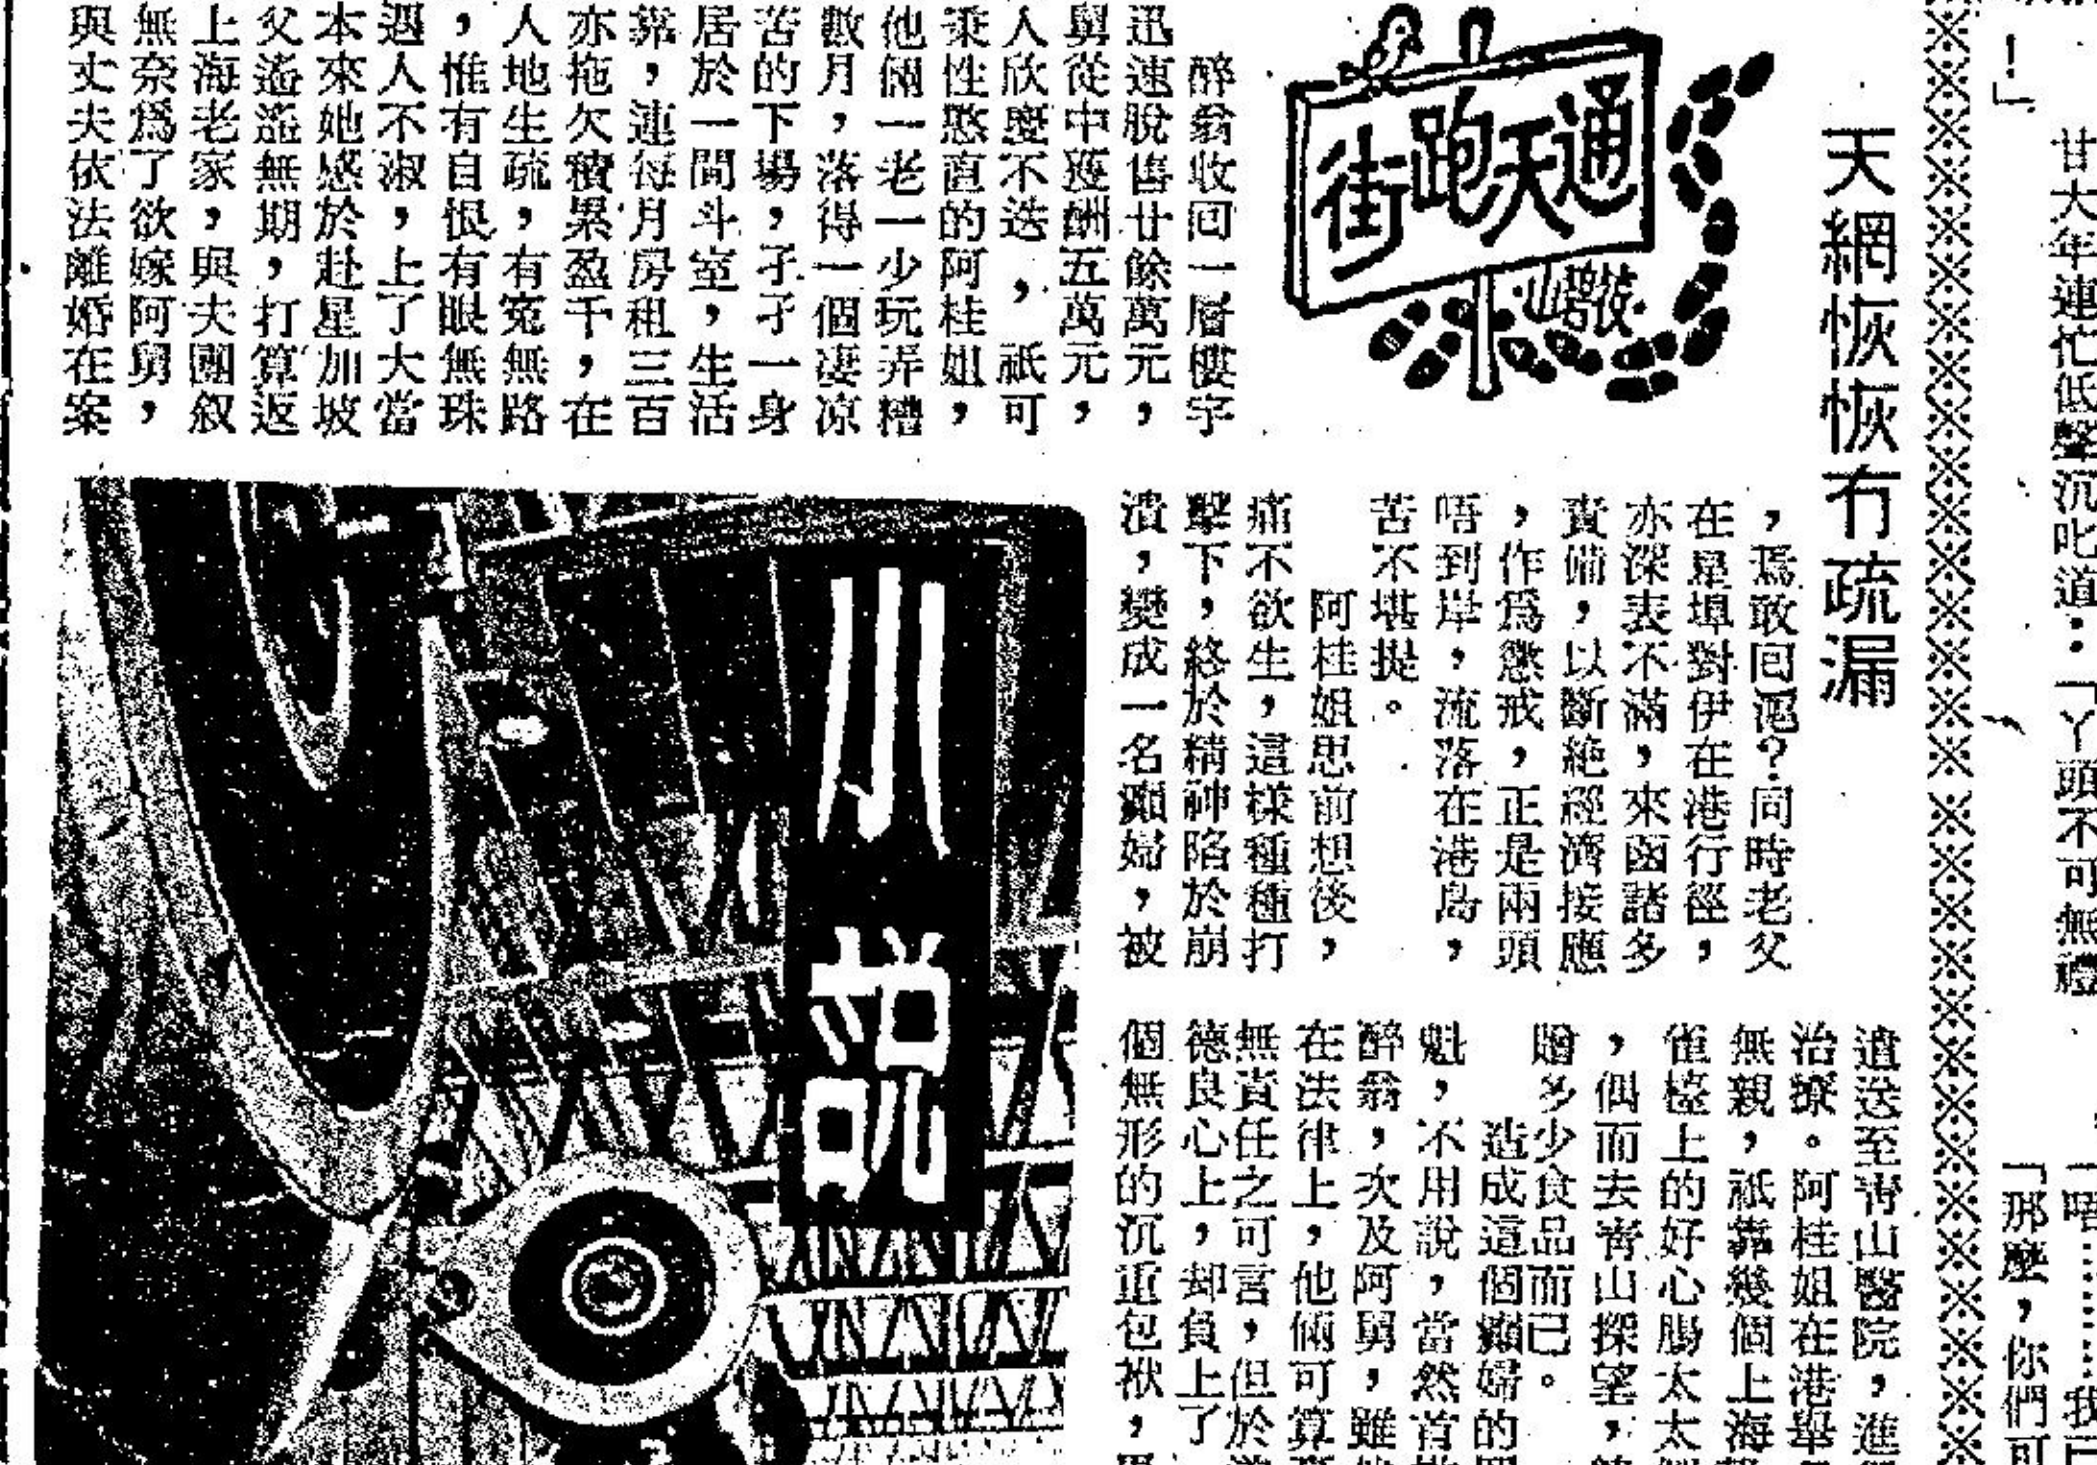 ！」
甘大年連忙低聲沉叱道：「丫頭不可無禮
「唔……我已
「那麼，你們可
天網恢恢冇疏漏
通天跑街
醉翁收囘一層樓宇
迅速脫售廿餘萬元，
舅從中獲酬五萬元，
人欣慶不迭，祇可
秉性憨直的阿桂姐，
他倆一老一少玩弄糟
數月，落得一個凄凉
苦的下場，孑孑一身
居於一間斗室，生活
靠，連每月房租三百
亦拖欠積累盈千，在
人地生疏，有寃無路
，惟有自恨有眼無珠
遇人不淑，上了大當
本來她感於赴星加坡
父遙遙無期，打算返
上海老家，與夫團叙
無奈爲了欲嫁阿舅，
與丈夫依法離婚在案
，焉敢囘滬？同時老父
在星埠對伊在港行徑，
亦深表不滿，來函諸多
責備，以斷絶經濟接應
，作爲懲戒，正是兩頭
唔到岸，流落在港島，
苦不堪提。
阿桂姐思前想後，
痛不欲生，這樣種種打
擊下，終於精神陷於崩
潰，變成一名癲婦，被
遣送至靑山醫院，進
治療。阿桂姐在港舉
無親，祇靠幾個上海
雀檯上的好心腸太太
，偶而去靑山探望，
贈多少食品而已。
造成這個癲婦的
魁，不用說，當然首
醉翁，次及阿舅，雖
在法律上，他倆可算
無責任之可言，但於
德良心上，却負上了
個無形的沉重包袱，
小說